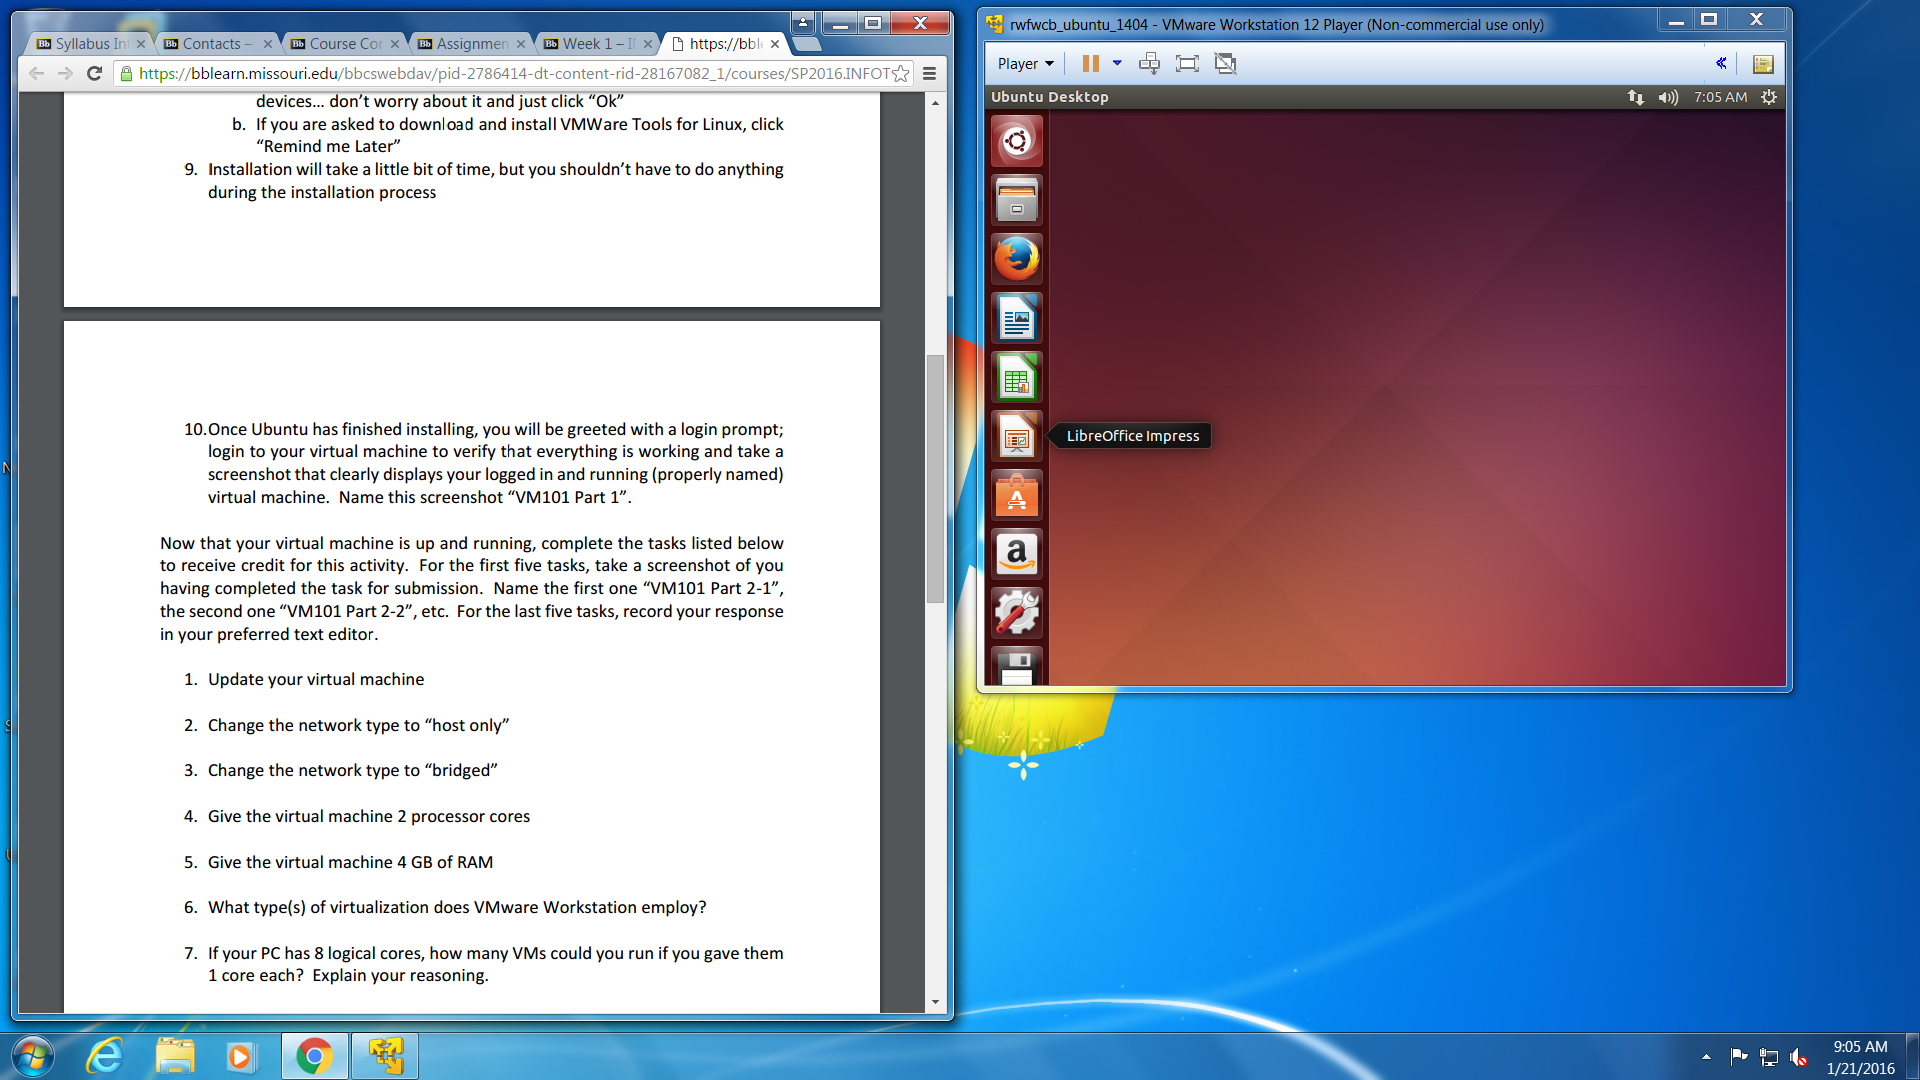 Syllabus In
Contacts –
Course Co
Assignmen
Week 1 – I
https://bbl
https://bblearn.missouri.edu/bbcswebdav/pid-2786414-dt-content-rid-28167082_1/courses/SP2016.INFOT
devices… don’t worry about it and just click “Ok”
b. If you are asked to download and install VMWare Tools for Linux, click
“Remind me Later”
9. Installation will take a little bit of time, but you shouldn’t have to do anything
during the installation process
10. Once Ubuntu has finished installing, you will be greeted with a login prompt;
login to your virtual machine to verify that everything is working and take a
screenshot that clearly displays your logged in and running (properly named)
virtual machine. Name this screenshot “VM101 Part 1”.
Now that your virtual machine is up and running, complete the tasks listed below
to receive credit for this activity. For the first five tasks, take a screenshot of you
having completed the task for submission. Name the first one “VM101 Part 2-1”,
the second one “VM101 Part 2-2”, etc. For the last five tasks, record your response
in your preferred text editor.
1. Update your virtual machine
2. Change the network type to “host only”
3. Change the network type to “bridged”
4. Give the virtual machine 2 processor cores
5. Give the virtual machine 4 GB of RAM
6. What type(s) of virtualization does VMware Workstation employ?
7. If your PC has 8 logical cores, how many VMs could you run if you gave them
1 core each? Explain your reasoning.
rwfwcb_ubuntu_1404 - VMware Workstation 12 Player (Non-commercial use only)
Player
Ubuntu Desktop
7:05 AM
LibreOffice Impress
9:05 AM
1/21/2016